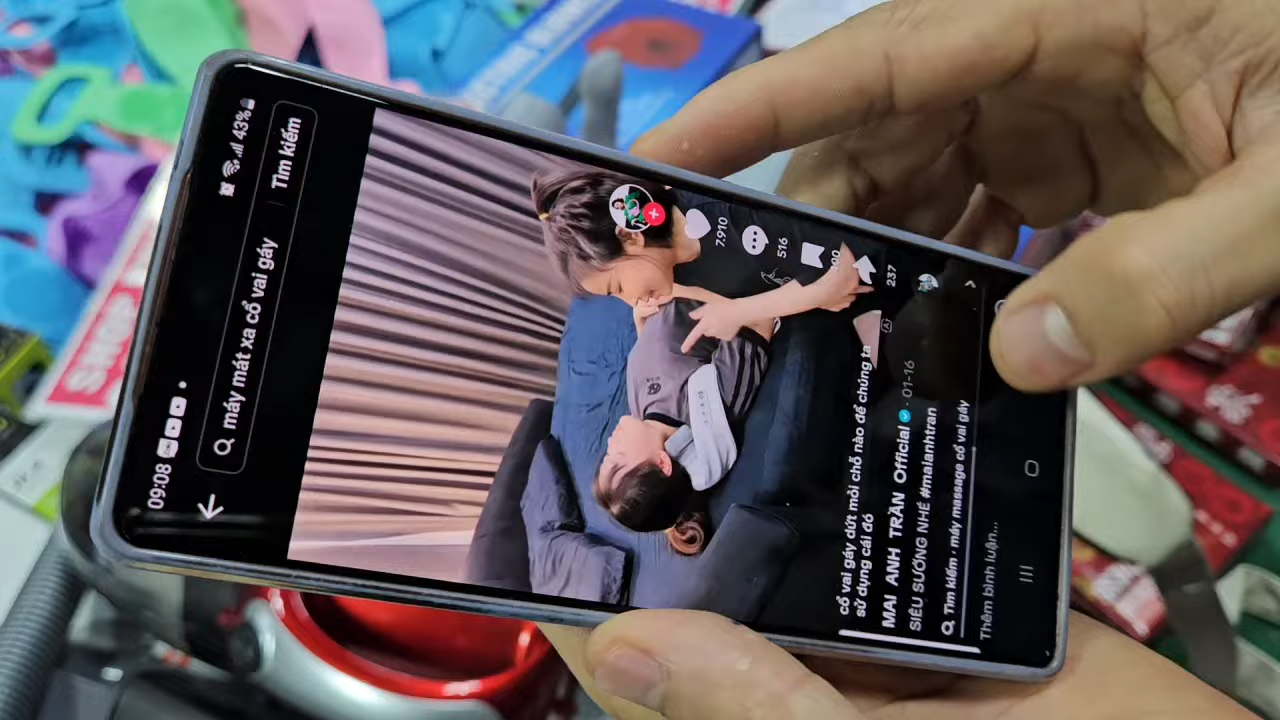 09:08
43%
máy mát xa cổ vai gáy
Tìm kiếm
7.910
516
237
cổ vai gáy dứt mỏi chỗ nào để chúng ta
sử dụng cái đó
MAI ANH TRẦN Official · 01-16
SIÊU SƯỚNG NHÉ #maianhtran
Tìm kiếm · máy massage cổ vai gáy
Thêm bình luận...
SHOP